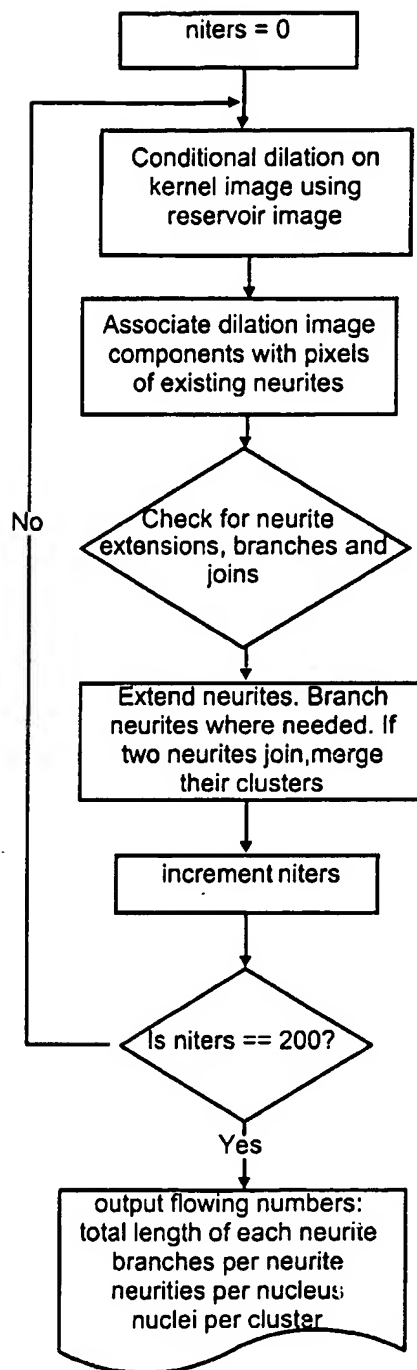 niters = 0
Conditional dilation on
kernel image using
reservoir image
Associate dilation image
components with pixels
of existing neurites
No
Check for neurite
extensions, branches and
joins
Extend neurites. Branch
neurites where needed. If
two neurites join,merge
their clusters
increment niters
Is niters == 200?
Yes
output flowing numbers:
total length of each neurite
branches per neurite
neurities per nucleus
nuclei per cluster